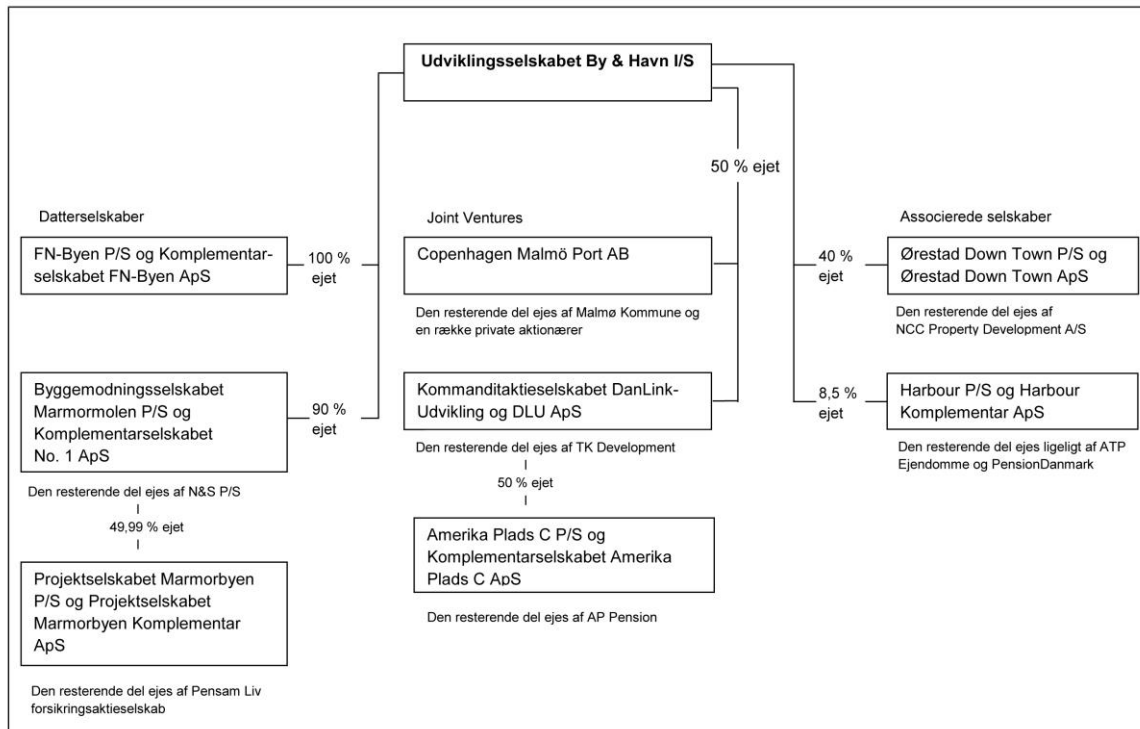 Udviklingsselskabet By & Havn I/S
50 % ejet
Datterselskaber
FN-Byen P/S og Komplementar-
selskabet FN-Byen ApS
100 %
ejet
Byggemodningsselskabet
Marmormolen P/S og
Komplementarselskabet
No. 1 ApS
90 %
ejet
Den resterende del ejes af N&S P/S
49,99 % ejet
Projektselskabet Marmorbyen
P/S og Projektselskabet
Marmorbyen Komplementar
ApS
Den resterende del ejes af Pensam Liv
forsikringsaktieselskab
Joint Ventures
Copenhagen Malmö Port AB
Den resterende del ejes af Malmø Kommune og
en række private aktionærer
Kommanditaktieselskabet DanLink-
Udvikling og DLU ApS
Den resterende del ejes af TK Development
50 % ejet
Amerika Plads C P/S og
Komplementarselskabet Amerika
Plads C ApS
Den resterende del ejes af AP Pension
Associerede selskaber
40 %
ejet
Ørestad Down Town P/S og
Ørestad Down Town ApS
Den resterende del ejes af
NCC Property Development A/S
8,5 %
ejet
Harbour P/S og Harbour
Komplementar ApS
Den resterende del ejes ligeligt af ATP
Ejendomme og PensionDanmark